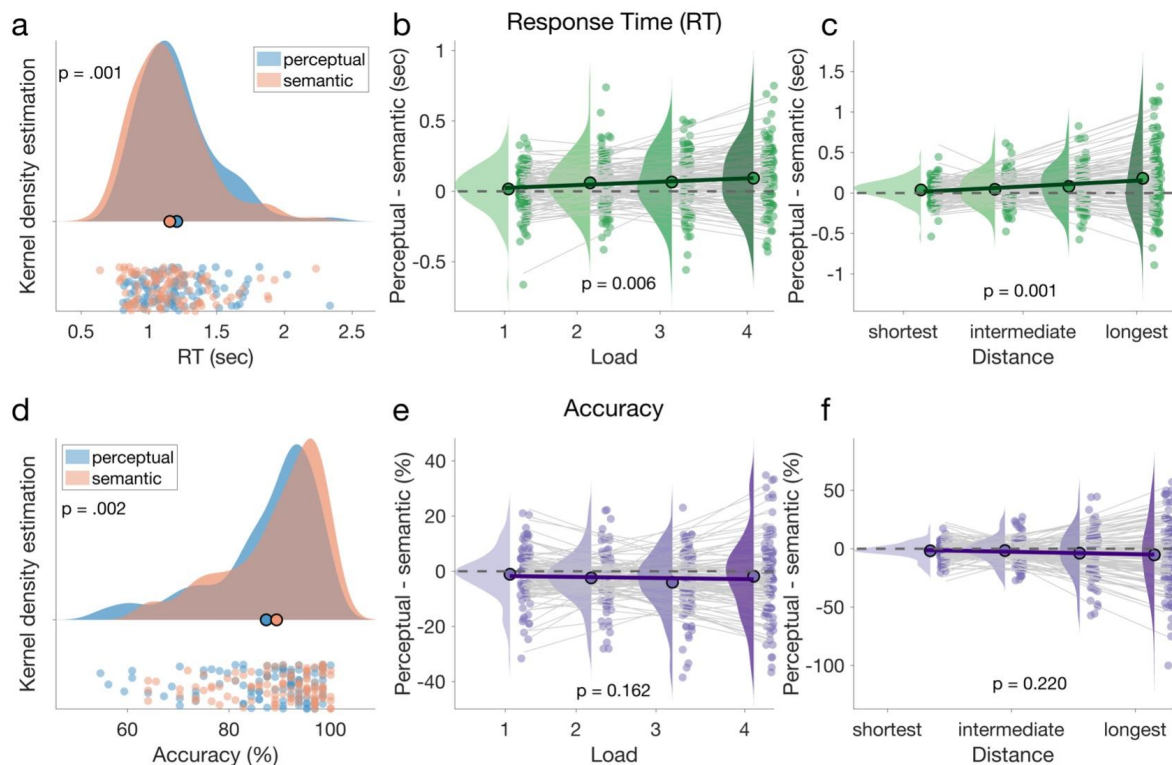 a
Kernel density estimation
p = .001
perceptual
semantic
0.5 1 1.5 2 2.5
RT (sec)
b
Response Time (RT)
Perceptual - semantic (sec)
1
0.5
0
-0.5
p = 0.006
1 2 3 4
Load
c
Perceptual - semantic (sec)
1.5
1
0.5
0
-0.5
-1
p = 0.001
shortest intermediate longest
Distance
d
Kernel density estimation
perceptual
semantic
p = .002
60 80 100
Accuracy (%)
e
Accuracy
Perceptual - semantic (%)
40
20
0
-20
-40
p = 0.162
1 2 3 4
Load
f
Perceptual - semantic (%)
50
0
-50
-100
p = 0.220
shortest intermediate longest
Distance